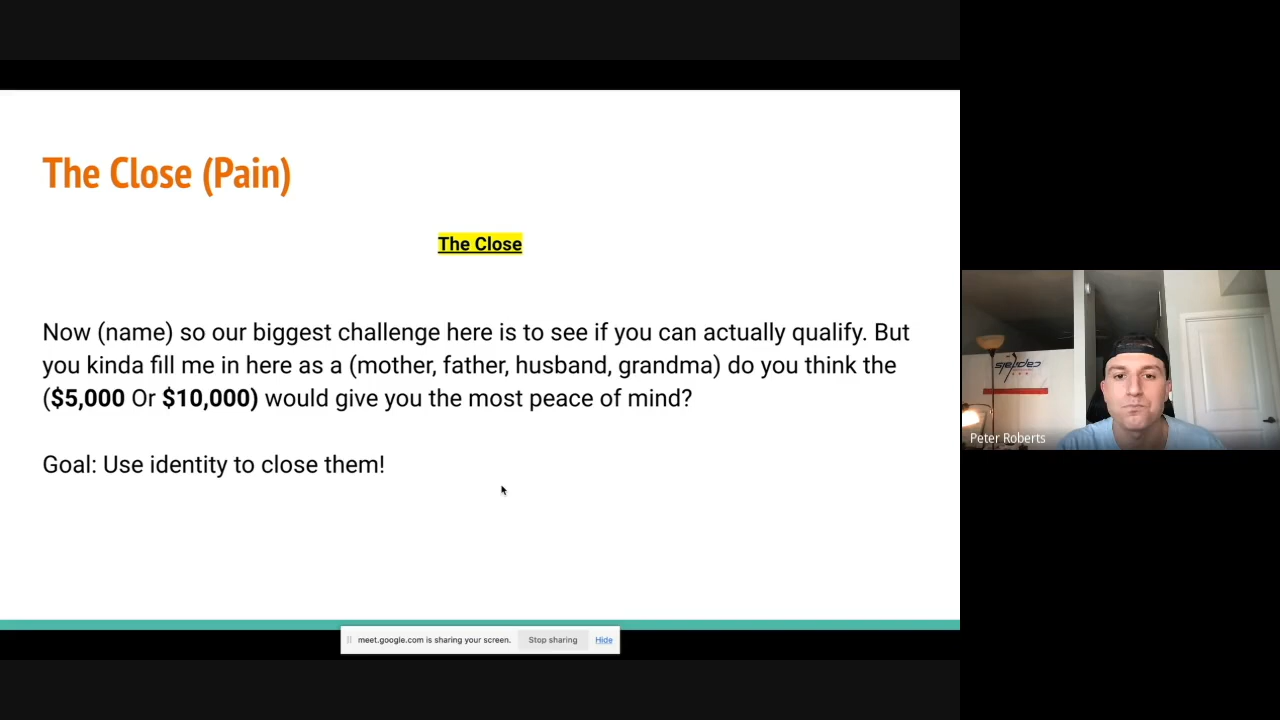 The Close (Pain)
The Close
Now (name) so our biggest challenge here is to see if you can actually qualify. But
you kinda fill me in here as a (mother, father, husband, grandma) do you think the
($5,000 Or $10,000) would give you the most peace of mind?
Goal: Use identity to close them!
Peter Roberts
meet.google.com is sharing your screen. Stop sharing Hide